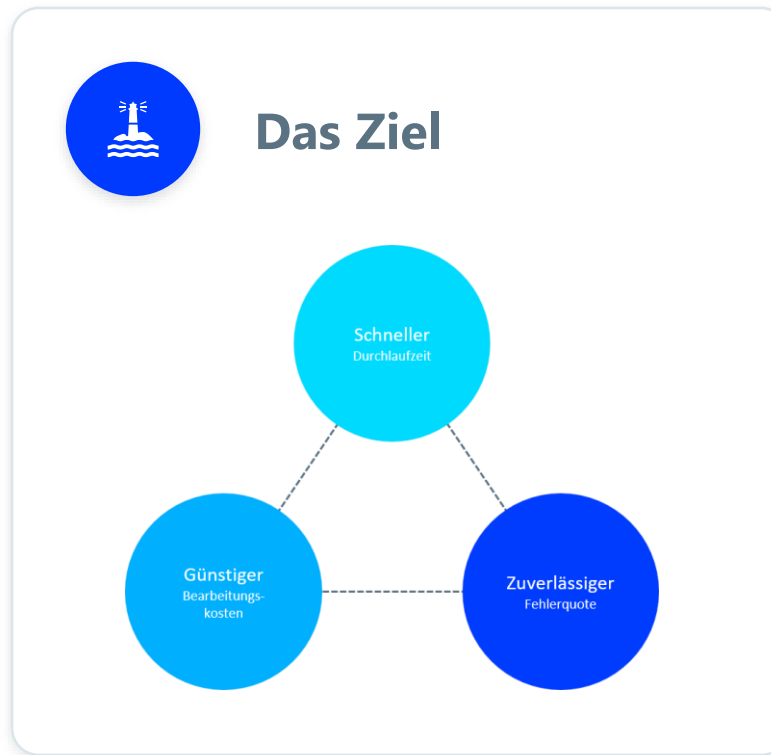 Das Ziel
Schneller
Durchlaufzeit
Günstiger
Bearbeitungs-
kosten
Zuverlässiger
Fehlerquote